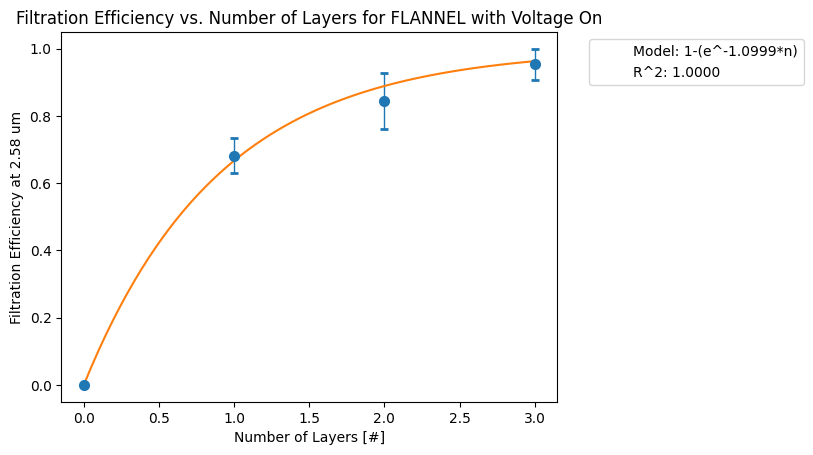 Filtration Efficiency vs. Number of Layers for FLANNEL with Voltage On
Model: 1-(e^-1.0999*n)
R^2: 1.0000
Filtration Efficiency at 2.58 um
1.0
0.8
0.6
0.4
0.2
0.0
0.0 0.5 1.0 1.5 2.0 2.5 3.0
Number of Layers [#]